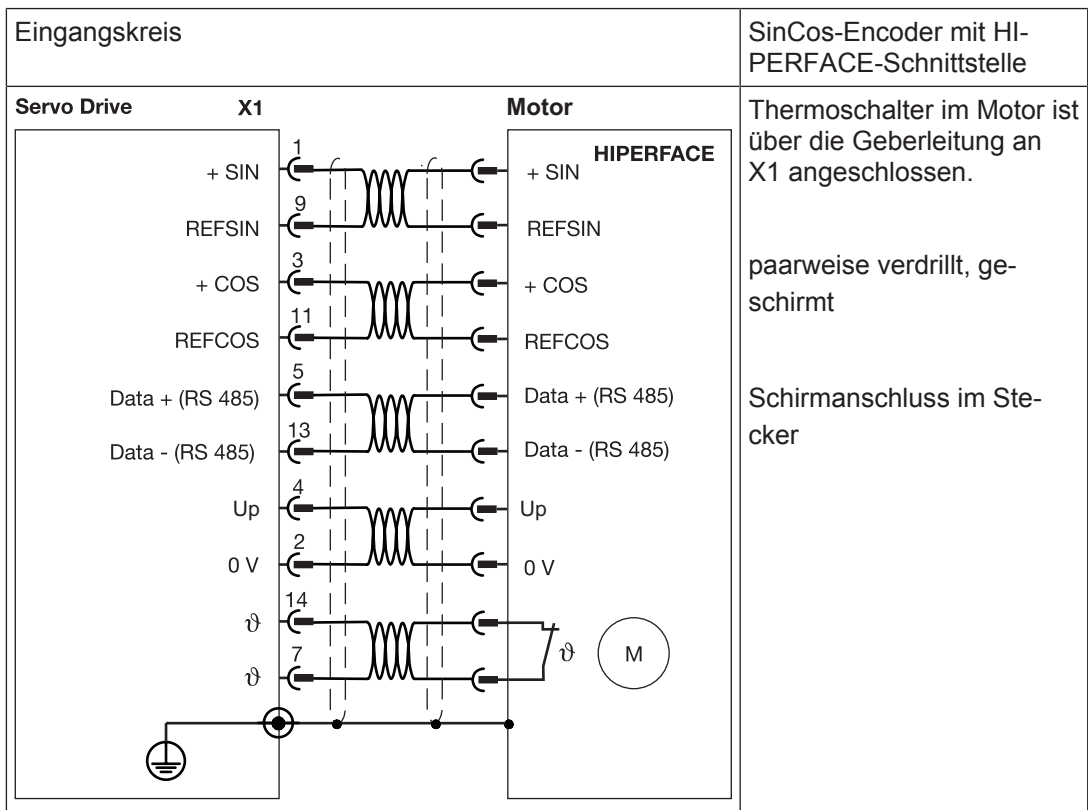 Eingangskreis
SinCos-Encoder mit HI-
PERFACE-Schnittstelle
Servo Drive X1 Motor
HIPERFACE
+ SIN 1 + SIN
REFSIN 9 REFSIN
+ COS 3 + COS
REFCOS 11 REFCOS
Data + (RS 485) 5 Data + (RS 485)
Data - (RS 485) 13 Data - (RS 485)
Up 4 Up
0 V 2 0 V
ϑ 14
ϑ 7
ϑ M
Thermoschalter im Motor ist
über die Geberleitung an
X1 angeschlossen.
paarweise verdrillt, ge-
schirmt
Schirmanschluss im Ste-
cker